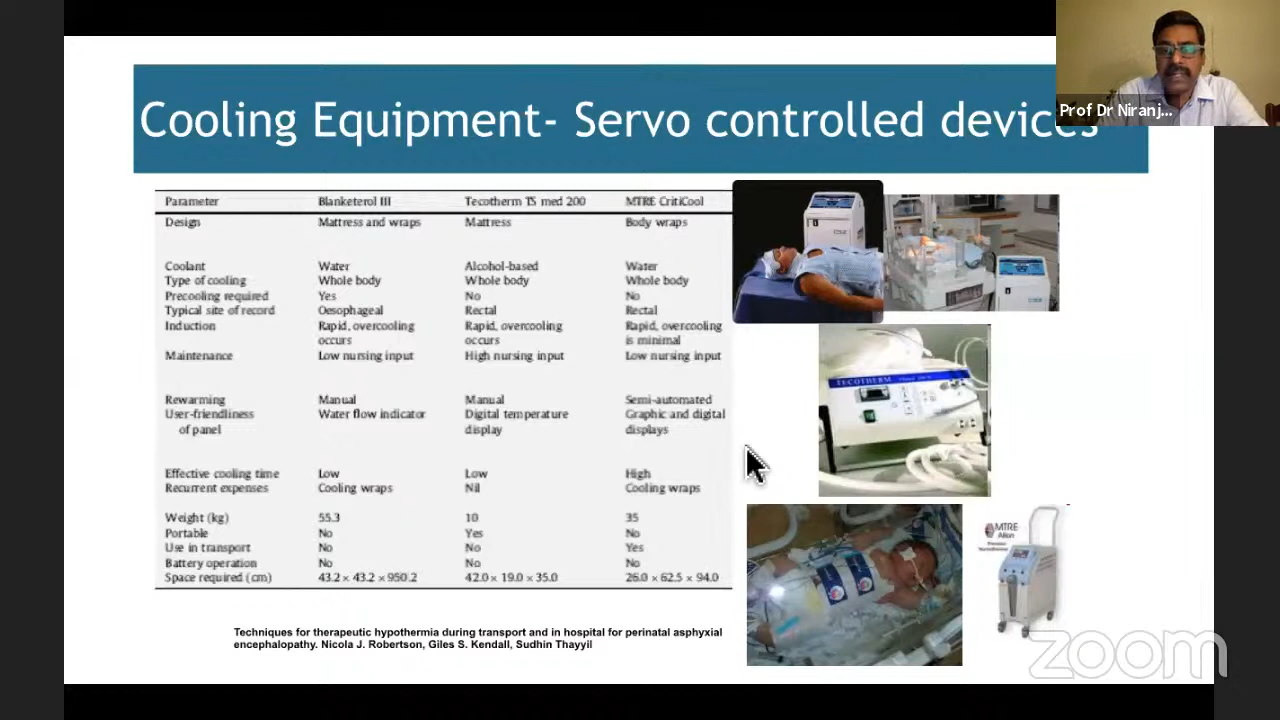 Cooling Equipment- Servo controlled devices
Prof Dr Niranj...
Parameter Blanketerol III Tecotherm TS med 200 MTRE CritiCool
Design Mattress and wraps Mattress Body wraps
Coolant Water Alcohol-based Water
Type of cooling Whole body Whole body Whole body
Precooling required Yes No No
Typical site of record Oesophageal Rectal Rectal
Induction Rapid, overcooling Rapid, overcooling Rapid, overcooling
occurs occurs is minimal
Maintenance Low nursing input High nursing input Low nursing input
Rewarming Manual Manual Semi-automated
User-friendliness Water flow indicator Digital temperature Graphic and digital
of panel display displays
Effective cooling time Low Low High
Recurrent expenses Cooling wraps Nil Cooling wraps
Weight (kg) 55.3 10 35
Portable No Yes No
Use in transport No No Yes
Battery operation No No No
Space required (cm) 43.2 × 43.2 × 950.2 42.0 × 19.0 × 35.0 26.0 × 62.5 × 94.0
TECOTHERM
MTRE
Allon
Techniques for therapeutic hypothermia during transport and in hospital for perinatal asphyxial
encephalopathy. Nicola J. Robertson, Giles S. Kendall, Sudhin Thayyil
zoom